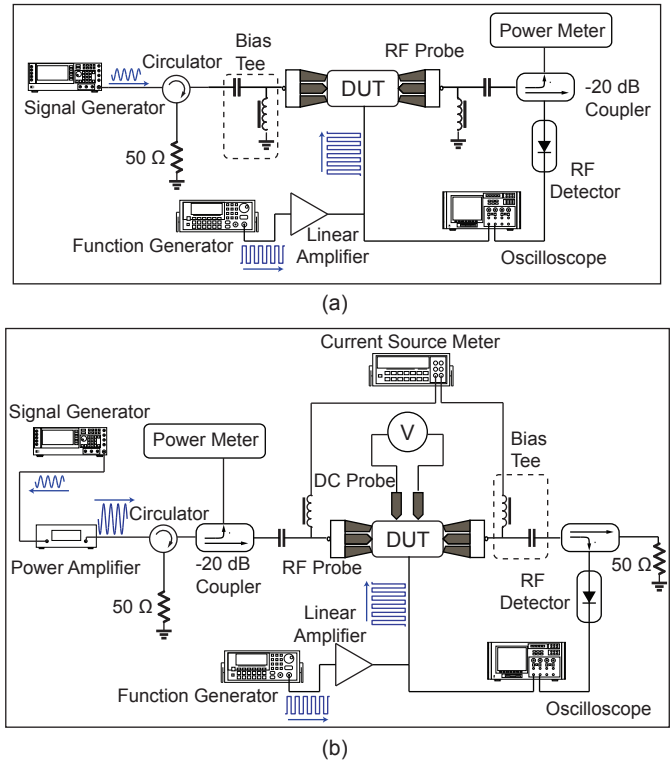 Power Meter
Bias
Tee
RF Probe
Circulator
DUT
-20 dB
Coupler
Signal Generator
50 Ω
RF
Detector
Function Generator
Linear
Amplifier
Oscilloscope
(a)
Current Source Meter
Signal Generator
Power Meter
V
Bias
Tee
DC Probe
Circulator
DUT
Power Amplifier
-20 dB
Coupler
RF Probe
50 Ω
50 Ω
RF
Detector
Linear
Amplifier
Function Generator
Oscilloscope
(b)